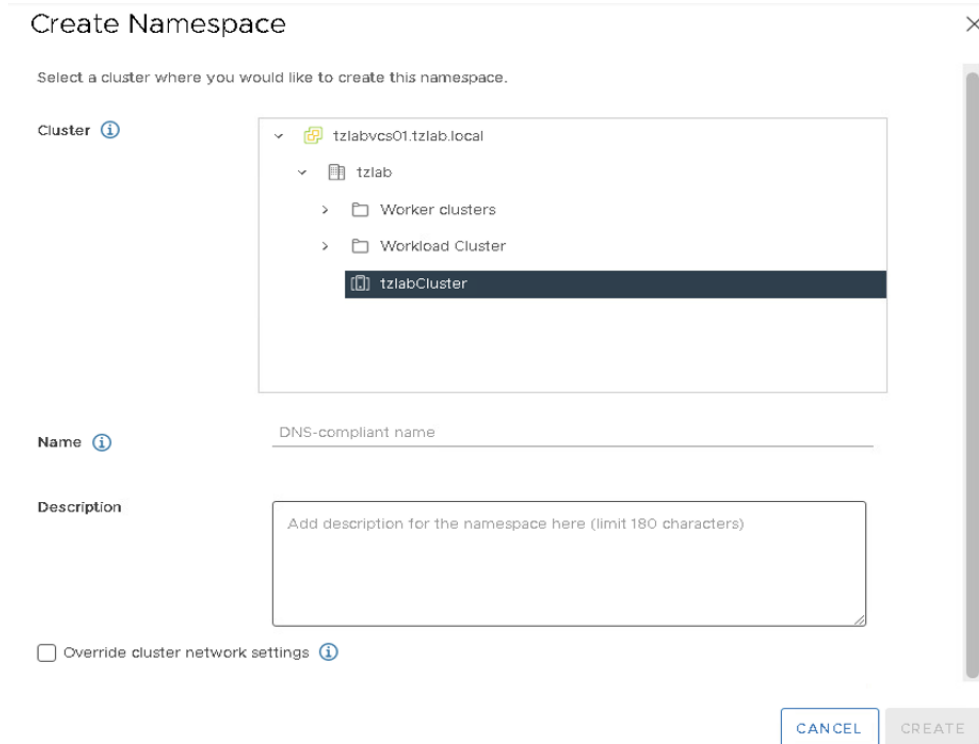 Create Namespace
Select a cluster where you would like to create this namespace.
Cluster
tzlabvcs01.tzlab.local
tzlab
Worker clusters
Workload Cluster
tzlabCluster
Name
DNS-compliant name
Description
Add description for the namespace here (limit 180 characters)
Override cluster network settings
CANCEL
CREATE